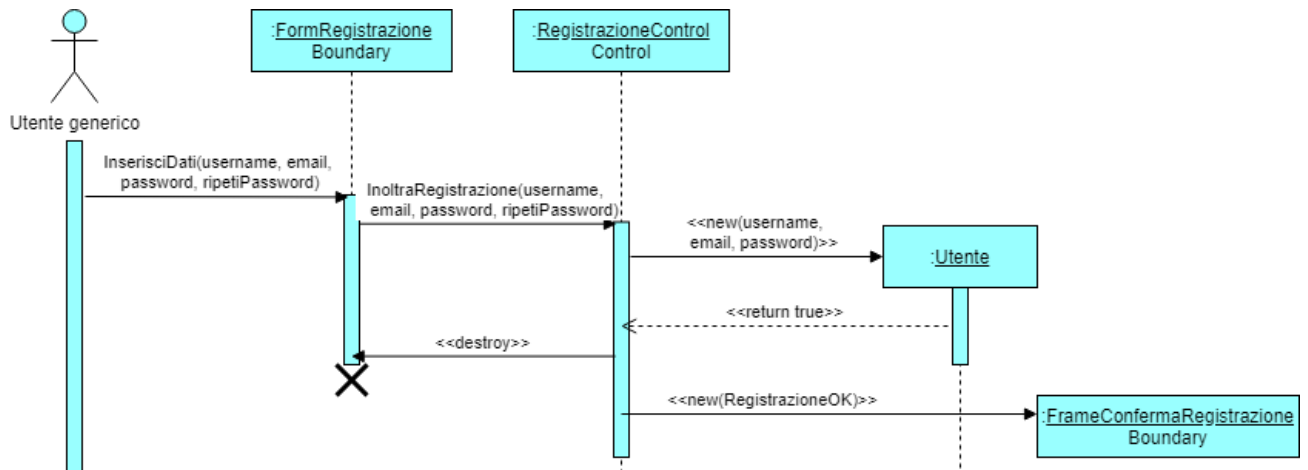 :FormRegistrazione
Boundary
:RegistrazioneControl
Control
Utente generico
InserisciDati(username, email,
password, ripetiPassword)
InoltraRegistrazione(username,
email, password, ripetiPassword)
<<new(username,
email, password)>>
:Utente
<<return true>>
<<destroy>>
<<new(RegistrazioneOK)>>
:FrameConfermaRegistrazione
Boundary